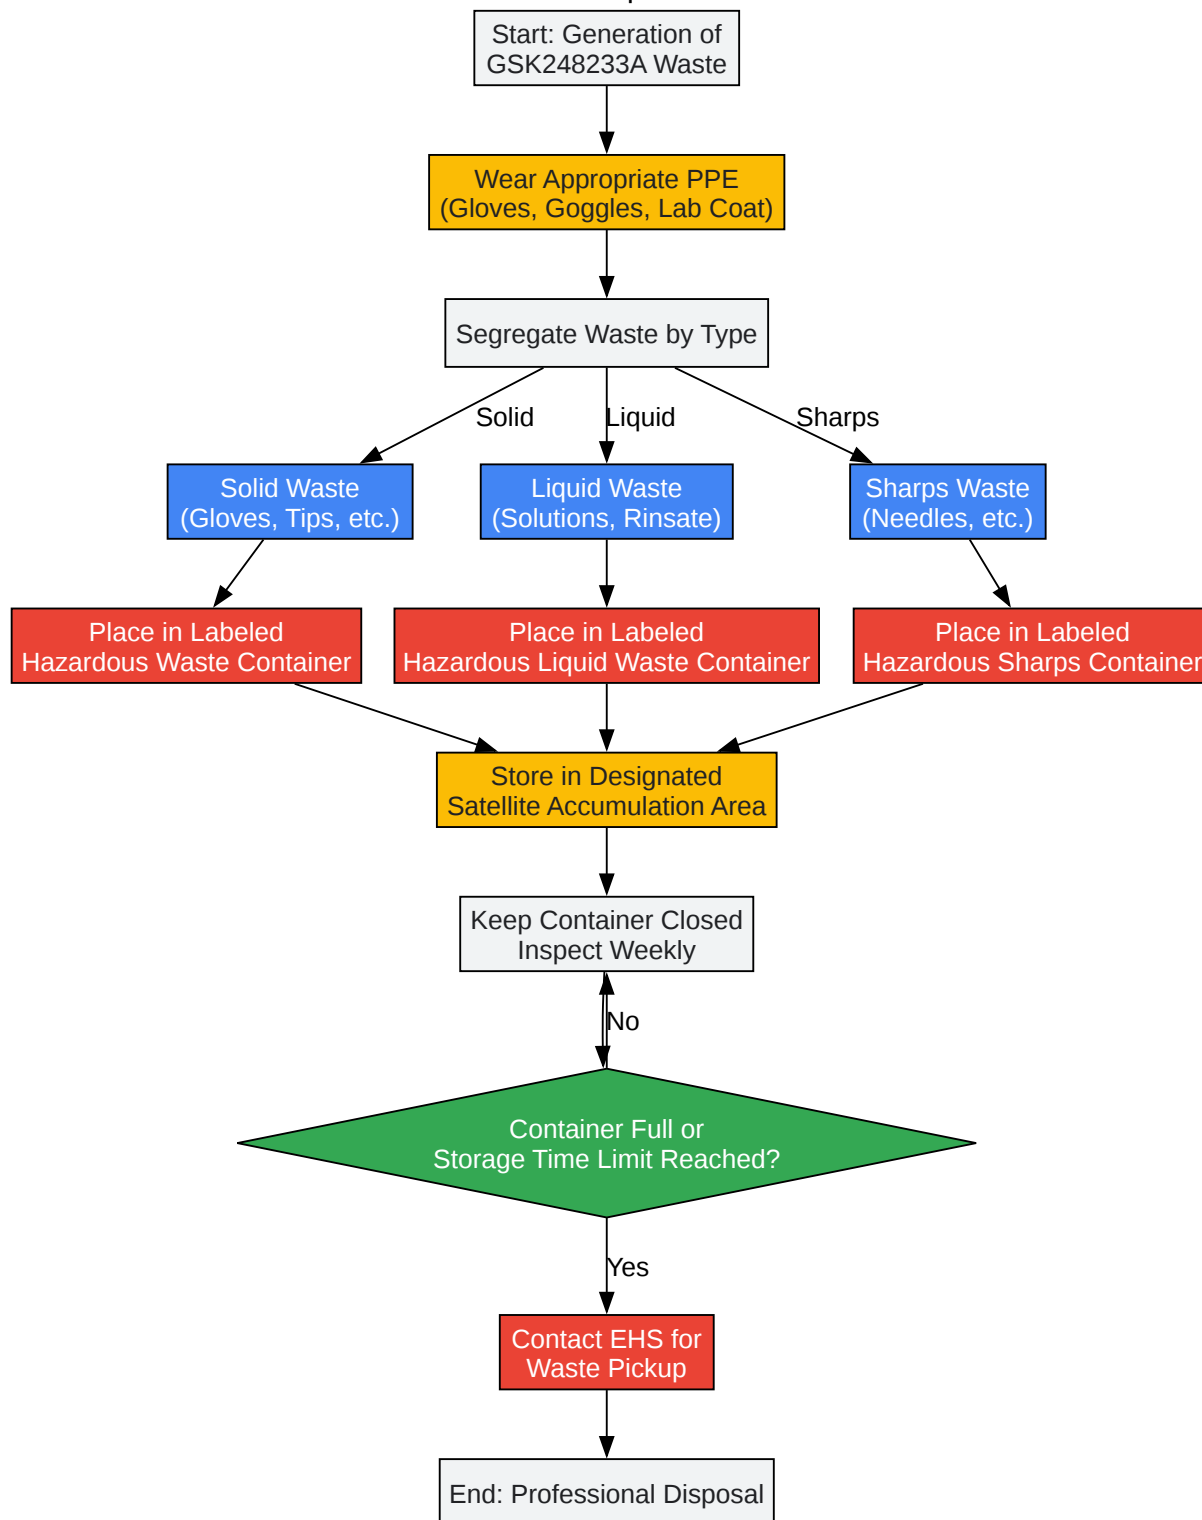 Start: Generation of
GSK248233A Waste
Wear Appropriate PPE
(Gloves, Goggles, Lab Coat)
Segregate Waste by Type
Solid
Liquid
Sharps
Solid Waste
(Gloves, Tips, etc.)
Liquid Waste
(Solutions, Rinsate)
Sharps Waste
(Needles, etc.)
Place in Labeled
Hazardous Waste Container
Place in Labeled
Hazardous Liquid Waste Container
Place in Labeled
Hazardous Sharps Container
Store in Designated
Satellite Accumulation Area
Keep Container Closed
Inspect Weekly
No
Container Full or
Storage Time Limit Reached?
Yes
Contact EHS for
Waste Pickup
End: Professional Disposal